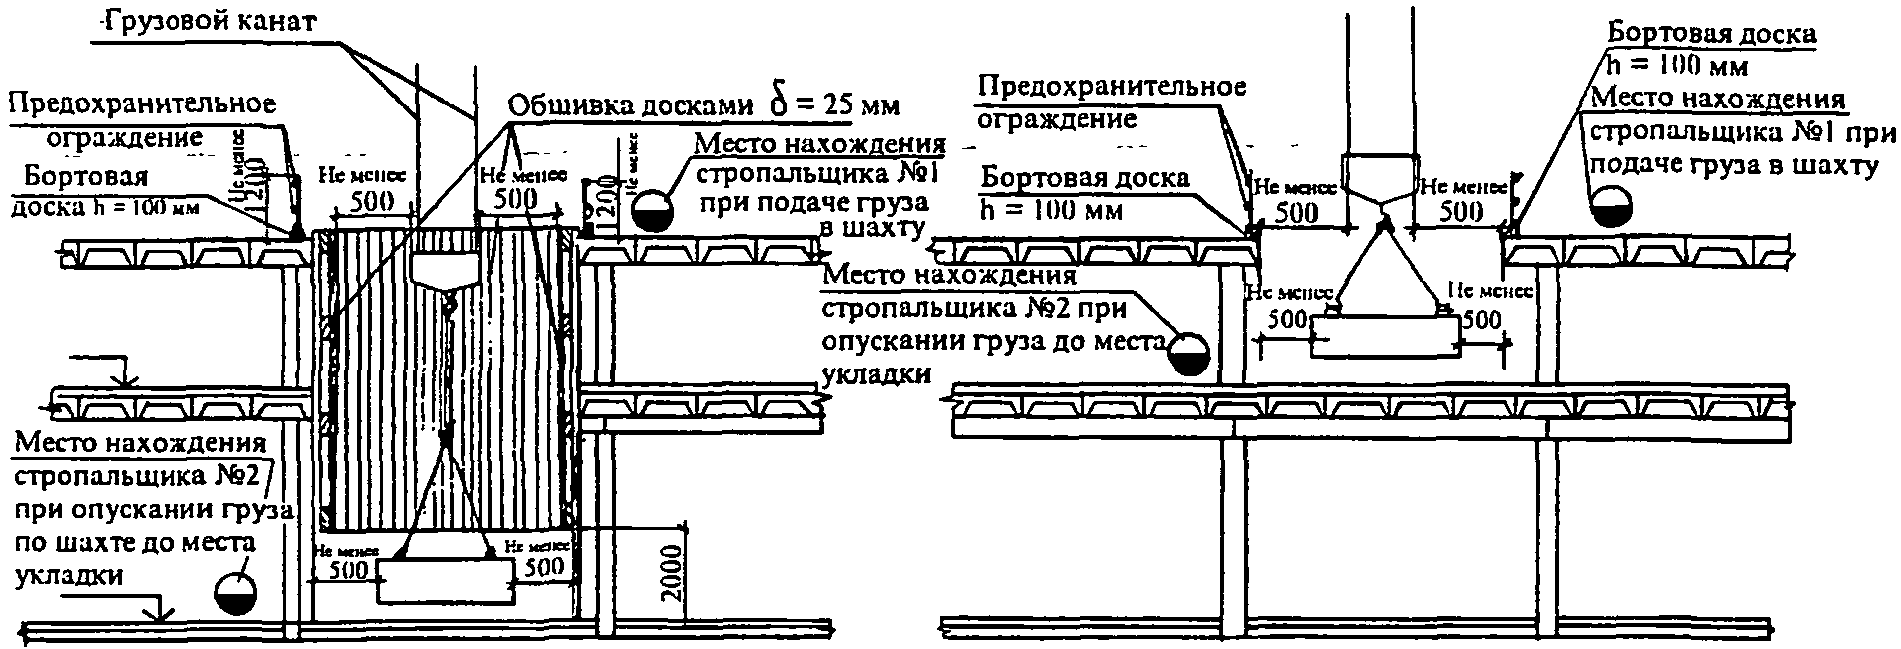 Грузовой канат
Предохранительное
ограждение
Бортовая
доска h = 100 мм
Не менее
1200
Обшивка досками δ = 25 мм
Не менее
500
Не менее
500
Не менее
1200
Место нахождения
стропальщика №1
при подаче груза
в шахту
Место нахождения
стропальщика №2
при опускании груза
по шахте до места
укладки
Не менее
500
Не менее
500
2000
Предохранительное
ограждение
Бортовая доска
h = 100 мм
Бортовая доска
h = 100 мм
Место нахождения
стропальщика №1 при
подаче груза в шахту
Не менее
500
Не менее
500
Место нахождения
стропальщика №2 при
опускании груза до места
укладки
Не менее
500
Не менее
500